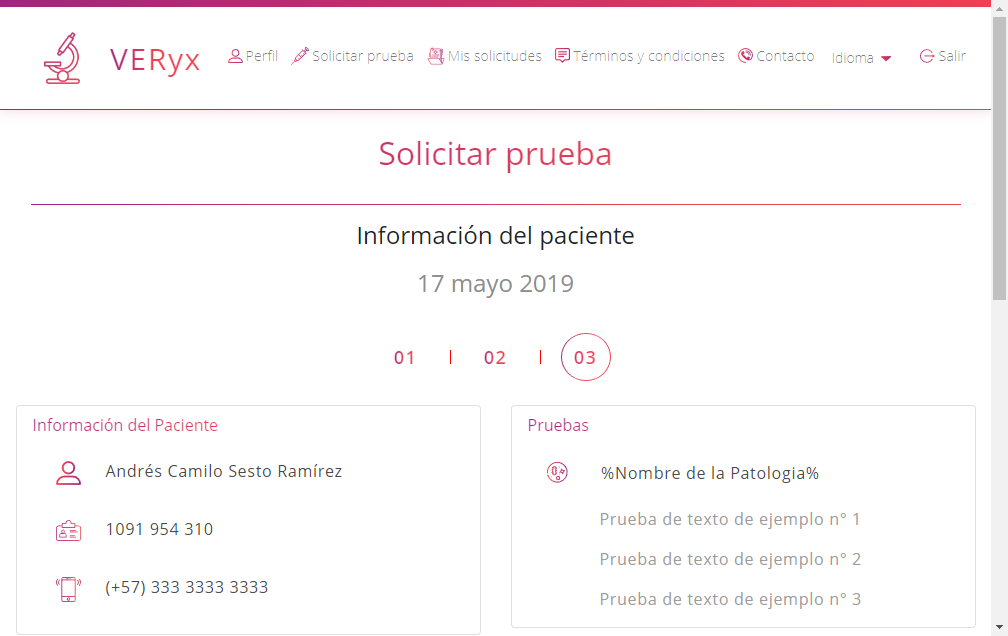 VERyx
Perfil
Solicitar prueba
Mis solicitudes
Términos y condiciones
Contacto
Idioma
Salir
Solicitar prueba
Información del paciente
17 mayo 2019
01
02
03
Información del Paciente
Andrés Camilo Sesto Ramírez
1091 954 310
(+57) 333 3333 3333
Pruebas
%Nombre de la Patologia%
Prueba de texto de ejemplo n° 1
Prueba de texto de ejemplo n° 2
Prueba de texto de ejemplo n° 3